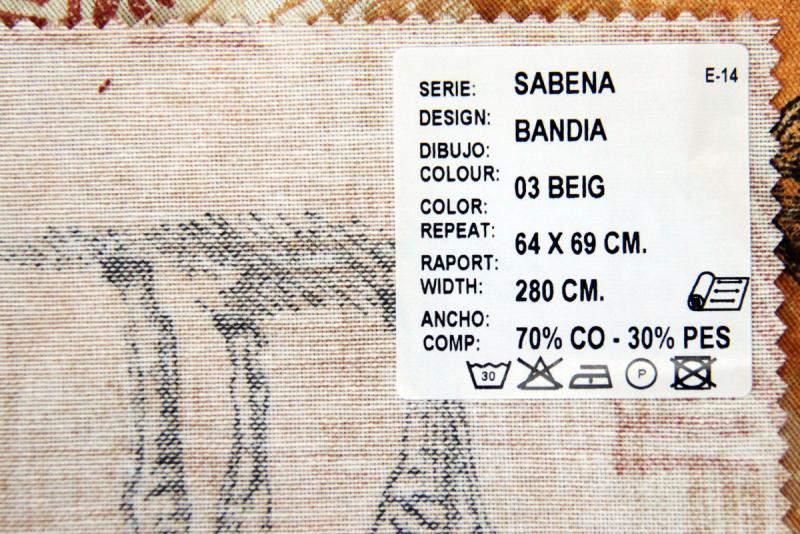 E-14
SERIE: SABENA
DESIGN:
BANDIA
DIBUJO:
COLOUR:
03 BEIG
COLOR:
REPEAT:
64 X 69 CM.
RAPORT:
WIDTH:
280 CM.
ANCHO:
COMP: 70% CO - 30% PES
30 P